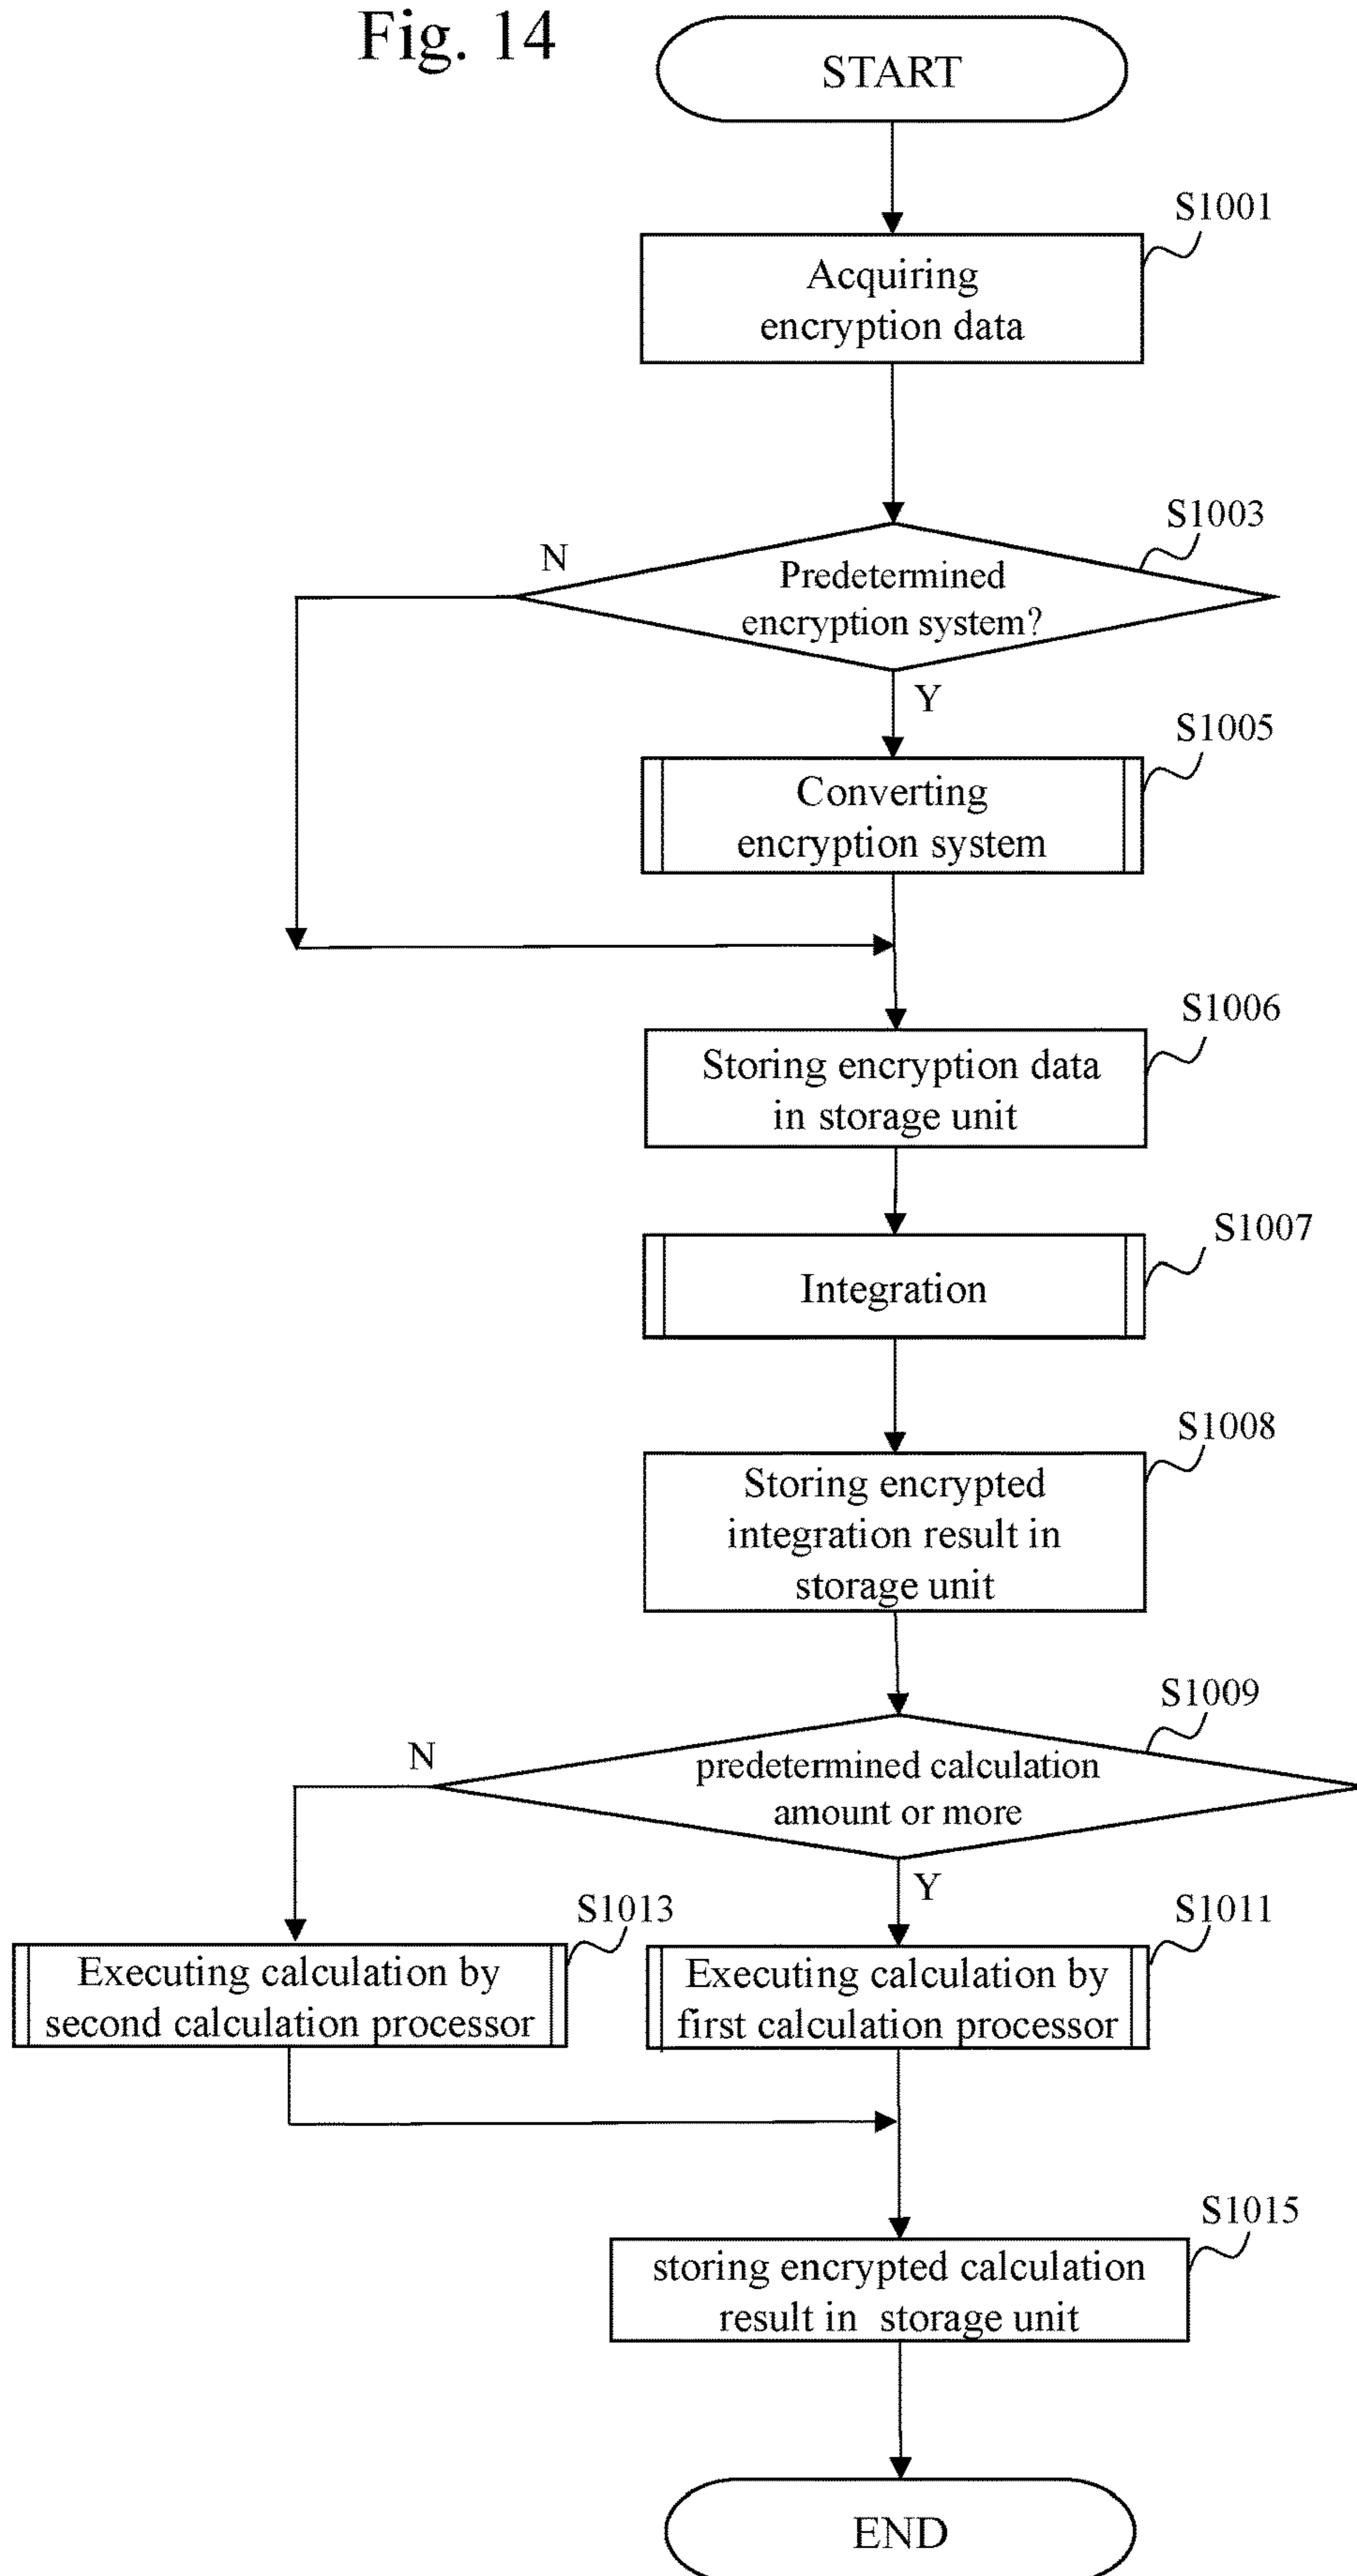 Fig. 14
START
S1001
Acquiring
encryption data
S1003
N
Predetermined
encryption system?
Y
S1005
Converting
encryption system
S1006
Storing encryption data
in storage unit
S1007
Integration
S1008
Storing encrypted
integration result in
storage unit
S1009
N
predetermined calculation
amount or more
Y
S1013
S1011
Executing calculation by
second calculation processor
Executing calculation by
first calculation processor
S1015
storing encrypted calculation
result in storage unit
END